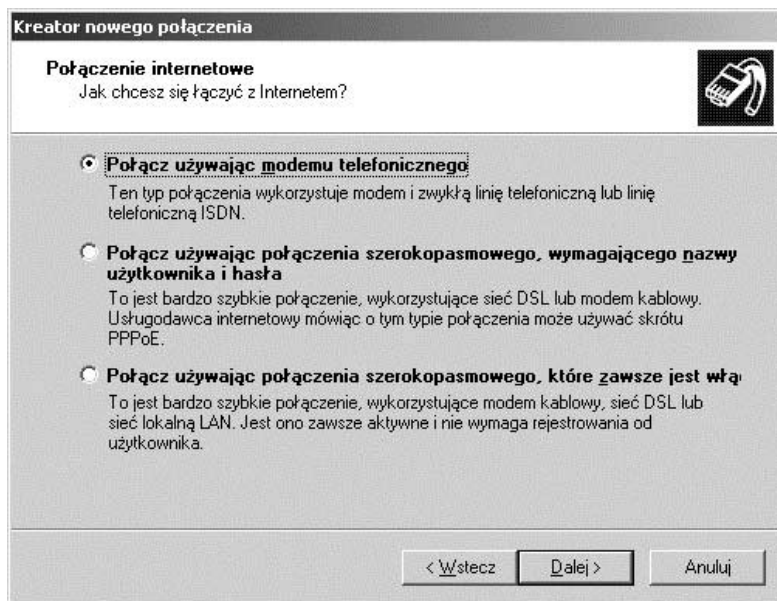 Kreator nowego połączenia
Połączenie internetowe
Jak chcesz się łączyć z Internetem?
Połącz używając modemu telefonicznego
Ten typ połączenia wykorzystuje modem i zwykłą linię telefoniczną lub linię
telefoniczną ISDN.
Połącz używając połączenia szerokopasmowego, wymagającego nazwy
użytkownika i hasła
To jest bardzo szybkie połączenie, wykorzystujące sieć DSL lub modem kablowy.
Usługodawca internetowy mówiąc o tym typie połączenia może używać skrótu
PPPoE.
Połącz używając połączenia szerokopasmowego, które zawsze jest włą
To jest bardzo szybkie połączenie, wykorzystujące modem kablowy, sieć DSL lub
sieć lokalną LAN. Jest ono zawsze aktywne i nie wymaga rejestrowania od
użytkownika.
< Wstecz
Dalej >
Anuluj